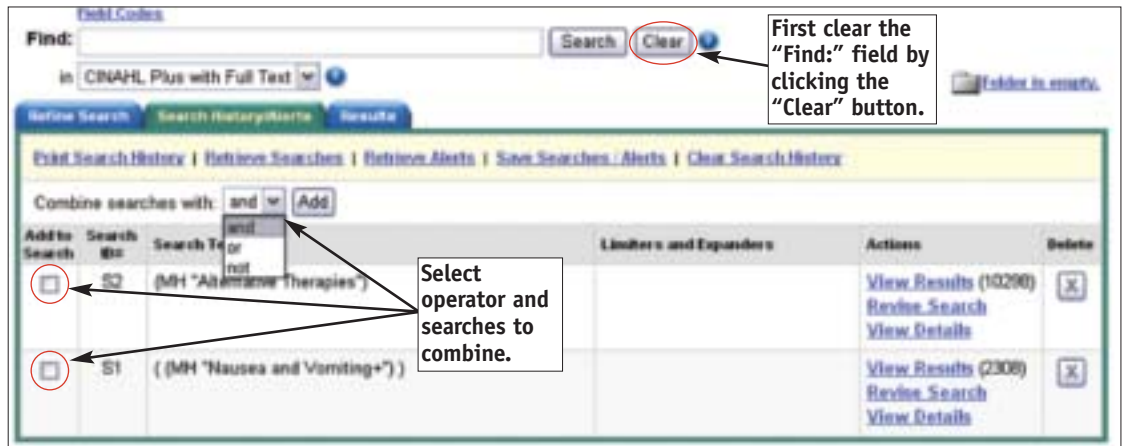 Field Codes
Find: Search Clear
First clear the
"Find:" field by
clicking the
"Clear" button.
in CINAHL Plus with Full Text
Folder is empty.
Refine Search Search History/Alerts Results
Print Search History | Retrieve Searches | Retrieve Alerts | Save Searches / Alerts | Clear Search History
Combine searches with: and Add
and
or
not
Add to Search Search ID# Search Te Limiters and Expanders Actions Delete
Select
operator and
searches to
combine.
S2 (MH "Alternative Therapies") View Results (10298) X
Revise Search
View Details
S1 ( (MH "Nausea and Vomiting+") ) View Results (2308) X
Revise Search
View Details